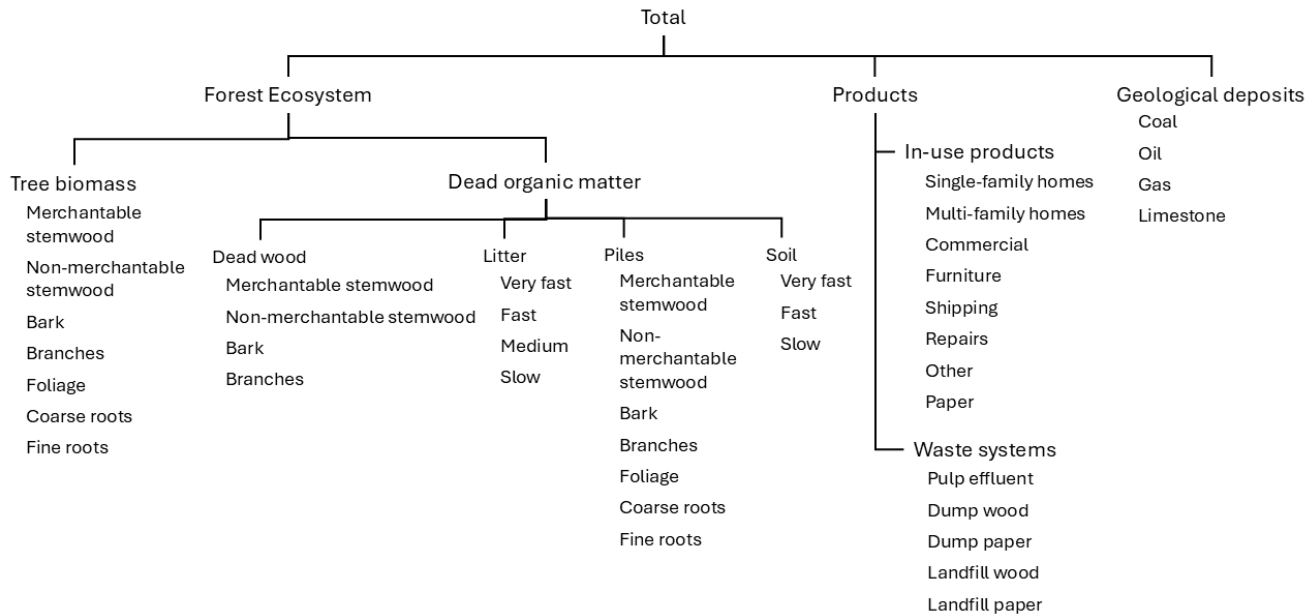 Total
Forest Ecosystem
Products
Geological deposits
Tree biomass
Merchantable
stemwood
Non-merchantable
stemwood
Bark
Branches
Foliage
Coarse roots
Fine roots
Dead organic matter
Dead wood
Merchantable stemwood
Non-merchantable stemwood
Bark
Branches
Litter
Very fast
Fast
Medium
Slow
Piles
Merchantable
stemwood
Non-
merchantable
stemwood
Bark
Branches
Foliage
Coarse roots
Fine roots
Soil
Very fast
Fast
Slow
In-use products
Single-family homes
Multi-family homes
Commercial
Furniture
Shipping
Repairs
Other
Paper
Waste systems
Pulp effluent
Dump wood
Dump paper
Landfill wood
Landfill paper
Coal
Oil
Gas
Limestone